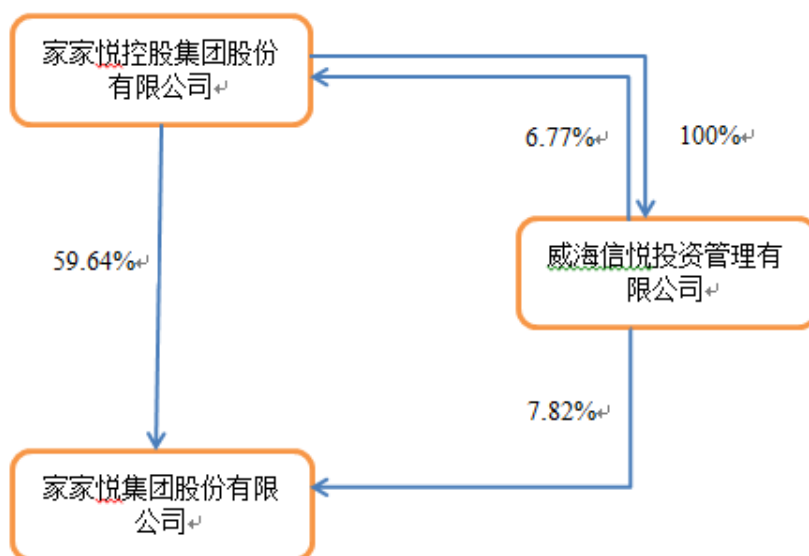 家家悦控股集团股份
有限公司↵
6.77%↵
100%↵
59.64%↵
威海信悦投资管理有
限公司↵
7.82%↵
家家悦集团股份有限
公司↵